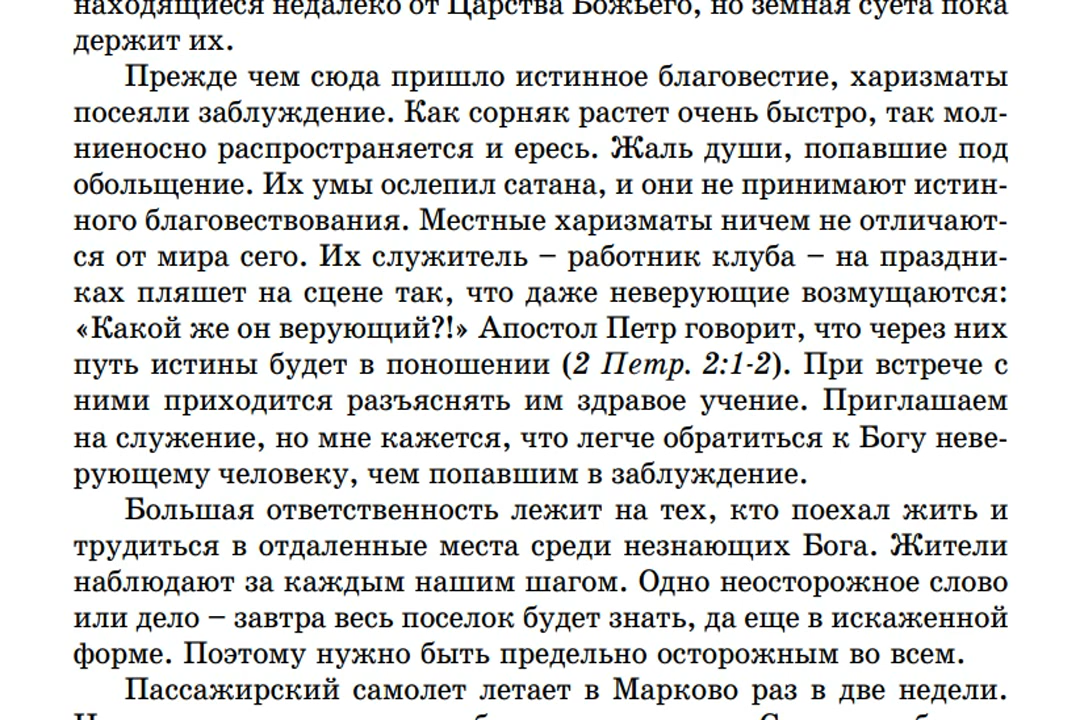 находящиеся недалеко от Царства Божьего, но земная суета пока
держит их.
Прежде чем сюда пришло истинное благовестие, харизматы
посеяли заблуждение. Как сорняк растет очень быстро, так мол-
ниеносно распространяется и ересь. Жаль души, попавшие под
обольщение. Их умы ослепил сатана, и они не принимают истин-
ного благовествования. Местные харизматы ничем не отличают-
ся от мира сего. Их служитель – работник клуба – на праздни-
ках пляшет на сцене так, что даже неверующие возмущаются:
«Какой же он верующий?!» Апостол Петр говорит, что через них
путь истины будет в поношении (2 Петр. 2:1-2). При встрече с
ними приходится разъяснять им здравое учение. Приглашаем
на служение, но мне кажется, что легче обратиться к Богу неве-
рующему человеку, чем попавшим в заблуждение.
Большая ответственность лежит на тех, кто поехал жить и
трудиться в отдаленные места среди незнающих Бога. Жители
наблюдают за каждым нашим шагом. Одно неосторожное слово
или дело – завтра весь поселок будет знать, да еще в искаженной
форме. Поэтому нужно быть предельно осторожным во всем.
Пассажирский самолет летает в Марково раз в две недели.